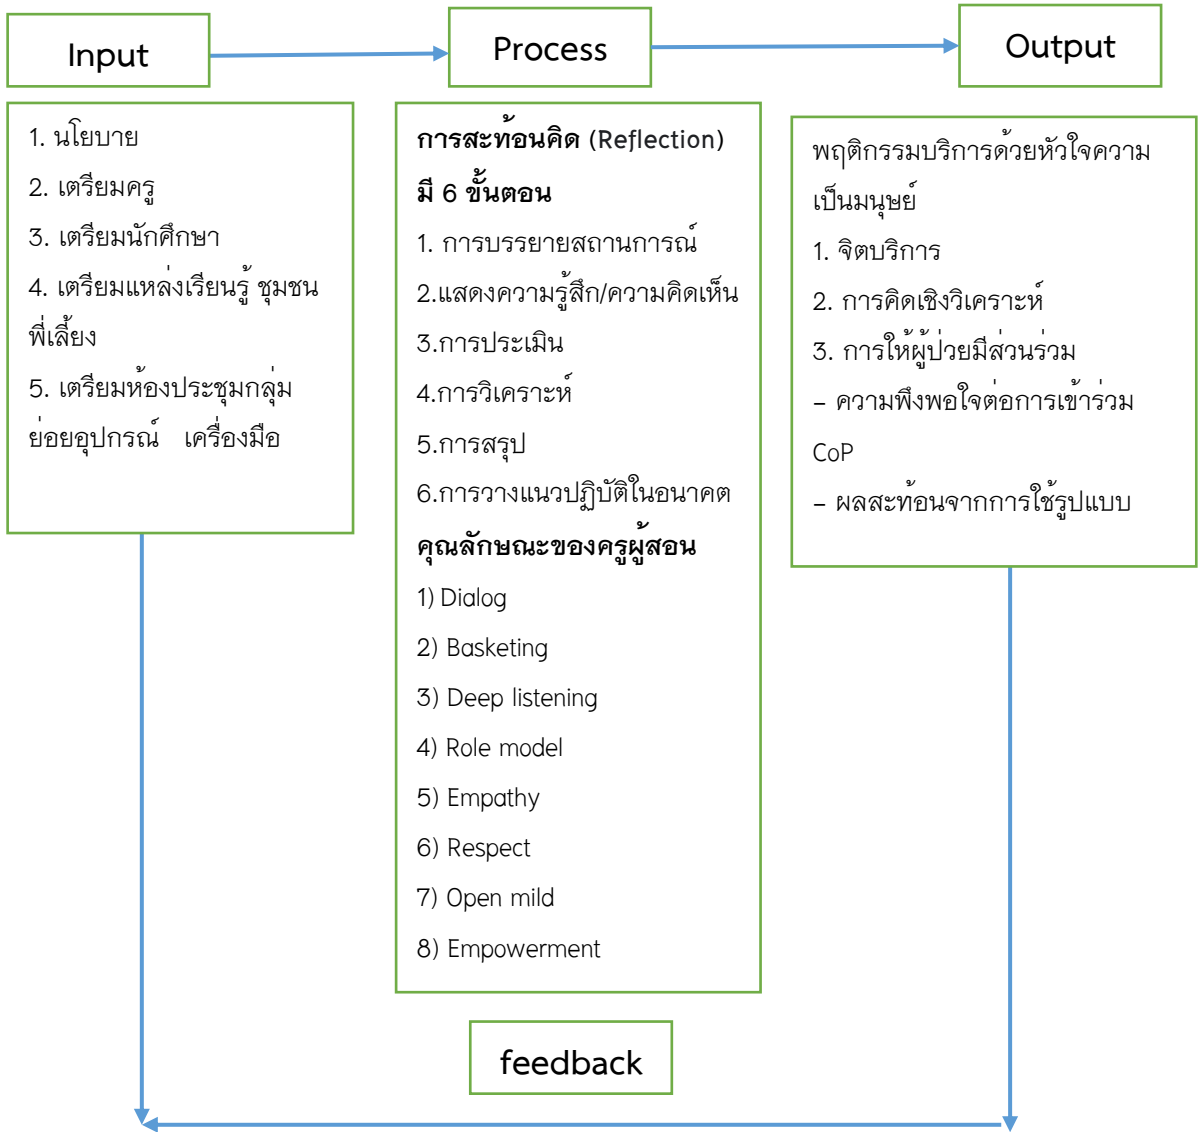 Input
Process
Output
1. นโยบาย
2. เตรียมครู
3. เตรียมนักศึกษา
4. เตรียมแหล่งเรียนรู้ ชุมชน
พี่เลี้ยง
5. เตรียมห้องประชุมกลุ่ม
ย่อยอุปกรณ์ เครื่องมือ
การสะท้อนคิด (Reflection)
มี 6 ขั้นตอน
1. การบรรยายสถานการณ์
2.แสดงความรู้สึก/ความคิดเห็น
3.การประเมิน
4.การวิเคราะห์
5.การสรุป
6.การวางแนวปฏิบัติในอนาคต
คุณลักษณะของครูผู้สอน
1) Dialog
2) Basketing
3) Deep listening
4) Role model
5) Empathy
6) Respect
7) Open mild
8) Empowerment
พฤติกรรมบริการด้วยหัวใจความ
เป็นมนุษย์
1. จิตบริการ
2. การคิดเชิงวิเคราะห์
3. การให้ผู้ป่วยมีส่วนร่วม
– ความพึงพอใจต่อการเข้าร่วม
CoP
– ผลสะท้อนจากการใช้รูปแบบ
feedback